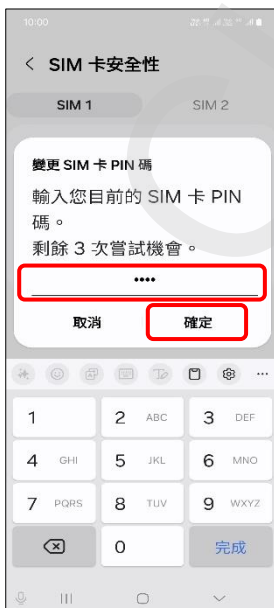 10:00
SIM 卡安全性
SIM 1 SIM 2
變更 SIM 卡 PIN 碼
輸入您目前的 SIM 卡 PIN
碼。
剩餘 3 次嘗試機會。
••••
取消 確定
1 2 ABC 3 DEF
4 GHI 5 JKL 6 MNO
7 PQRS 8 TUV 9 WXYZ
0 完成